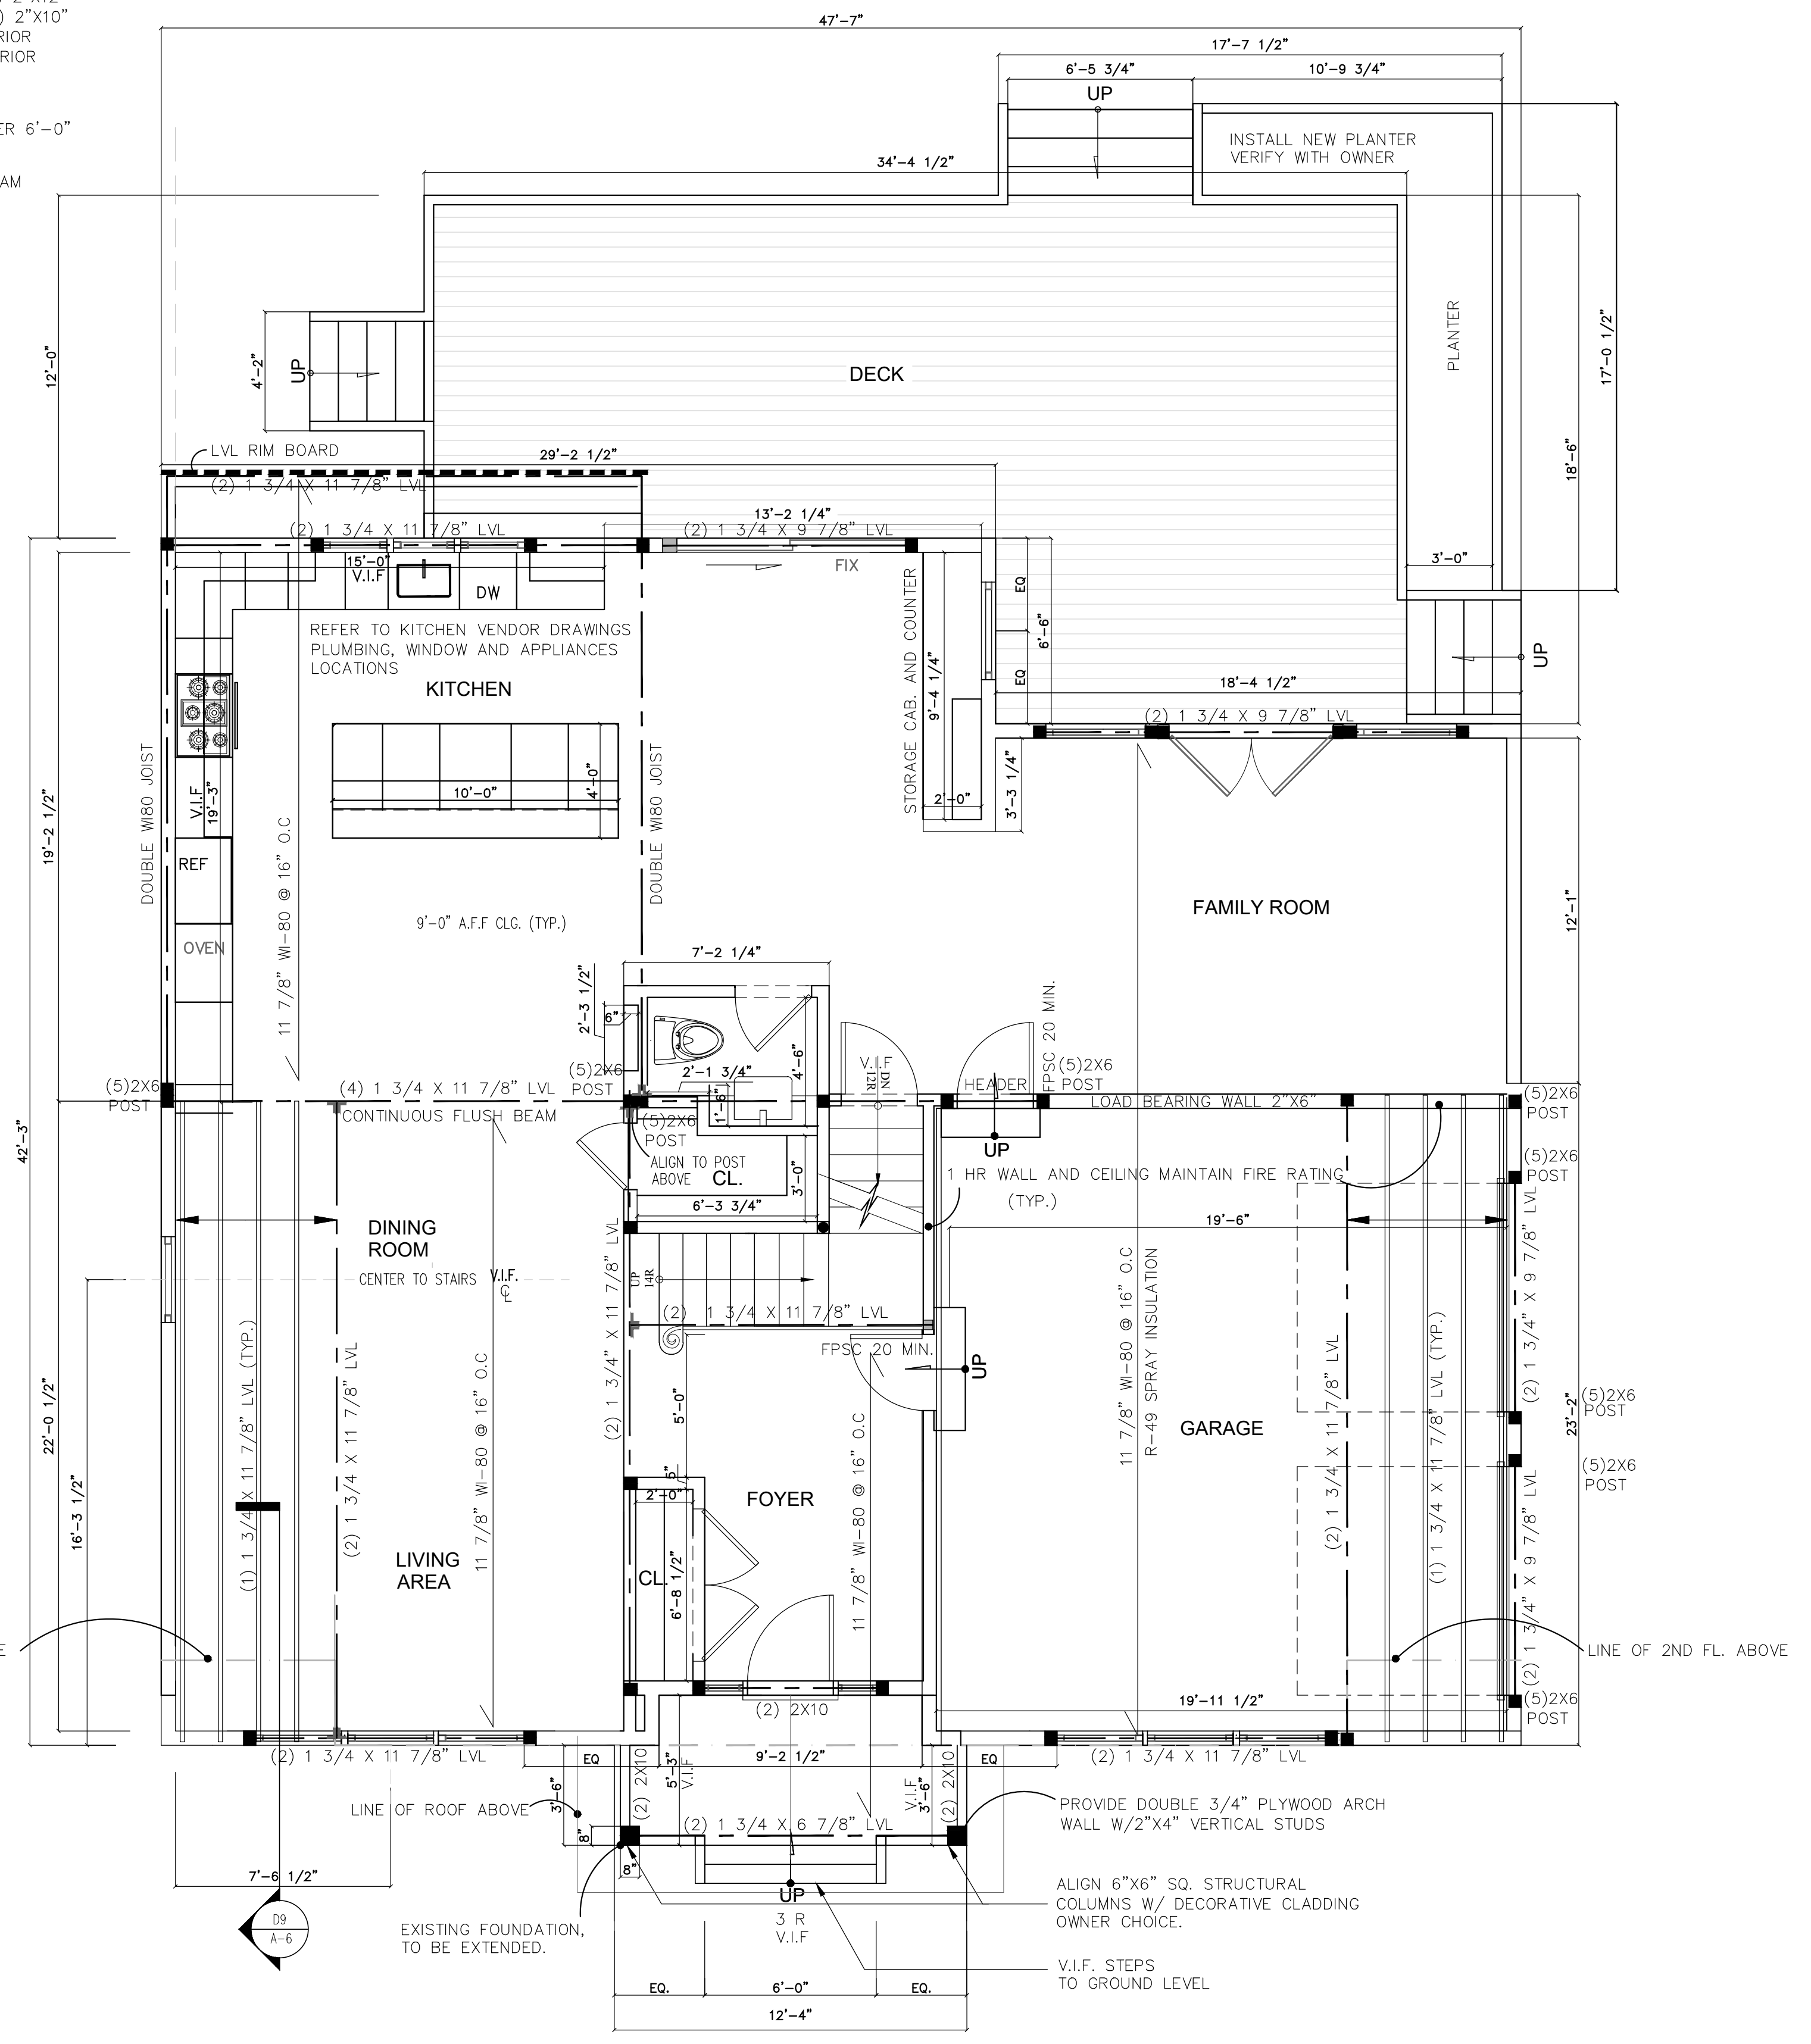 ) 2"X10"
RIOR
RIOR
ER 6'-0"
AM
47'-7"
17'-7 1/2"
6'-5 3/4"
10'-9 3/4"
UP
INSTALL NEW PLANTER
VERIFY WITH OWNER
34'-4 1/2"
12'-0"
4'-2"
UP
DECK
PLANTER
17'-0 1/2"
18'-6"
LVL RIM BOARD
29'-2 1/2"
(2) 1 3/4 X 11 7/8" LVL
13'-2 1/4"
(2) 1 3/4 X 11 7/8" LVL
(2) 1 3/4 X 9 7/8" LVL
15'-0"
V.I.F
DW
FIX
EQ
6'-6"
EQ
3'-0"
UP
REFER TO KITCHEN VENDOR DRAWINGS
PLUMBING, WINDOW AND APPLIANCES
LOCATIONS
KITCHEN
STORAGE CAB. AND COUNTER
9'-4 1/4"
18'-4 1/2"
(2) 1 3/4 X 9 7/8" LVL
DOUBLE WI80 JOIST
DOUBLE WI80 JOIST
V.I.F
19'-3"
19'-2 1/2"
10'-0"
4'-0"
2'-0"
3'-3 1/4"
REF
OVEN
11 7/8" WI-80 @ 16" O.C
9'-0" A.F.F CLG. (TYP.)
FAMILY ROOM
12'-1"
7'-2 1/4"
2'-3 1/2"
6"
4'-6"
V.I.F
DN
12R
FPSC 20 MIN.
(5)2X6
POST
(5)2X6
POST
2'-1 3/4"
1'-6"
HEADER
(5)2X6
POST
(4) 1 3/4 X 11 7/8" LVL
CONTINUOUS FLUSH BEAM
LOAD BEARING WALL 2"X6"
(5)2X6
POST
(5)2X6
POST
ALIGN TO POST
ABOVE
CL.
3'-0"
6'-3 3/4"
UP
1 HR WALL AND CEILING MAINTAIN FIRE RATING
(TYP.)
(5)2X6
POST
42'-3"
DINING
ROOM
CENTER TO STAIRS
V.I.F.
CL
UP
14R
19'-6"
(2) 1 3/4 X 11 7/8" LVL
FPSC 20 MIN.
UP
(2) 1 3/4" X 11 7/8" LVL
11 7/8" WI-80 @ 16" O.C
R-49 SPRAY INSULATION
(2) 1 3/4" X 9 7/8" LVL
22'-0 1/2"
16'-3 1/2"
(1) 1 3/4 X 11 7/8" LVL (TYP.)
(2) 1 3/4 X 11 7/8" LVL
11 7/8" WI-80 @ 16" O.C
5'-0"
5"
2'-0"
FOYER
11 7/8" WI-80 @ 16" O.C
GARAGE
(2) 1 3/4 X 11 7/8" LVL
(1) 1 3/4 X 11 7/8" LVL (TYP.)
(5)2X6
POST
23'-2"
(5)2X6
POST
LIVING
AREA
CL.
6'-8 1/2"
(2) 1 3/4" X 9 7/8" LVL
E
LINE OF 2ND FL. ABOVE
(5)2X6
POST
(2) 2X10
19'-11 1/2"
(2) 1 3/4 X 11 7/8" LVL
EQ
9'-2 1/2"
EQ
(2) 1 3/4 X 11 7/8" LVL
3'-6"
(2) 2X10
5'-3"
V.I.F
V.I.F
3'-6"
(2) 2X10
LINE OF ROOF ABOVE
8"
(2) 1 3/4 X 6 7/8" LVL
PROVIDE DOUBLE 3/4" PLYWOOD ARCH
WALL W/2"X4" VERTICAL STUDS
8"
7'-6 1/2"
UP
3 R
V.I.F
ALIGN 6"X6" SQ. STRUCTURAL
COLUMNS W/ DECORATIVE CLADDING
OWNER CHOICE.
D9
A-6
EXISTING FOUNDATION,
TO BE EXTENDED.
V.I.F. STEPS
TO GROUND LEVEL
EQ.
6'-0"
EQ.
12'-4"